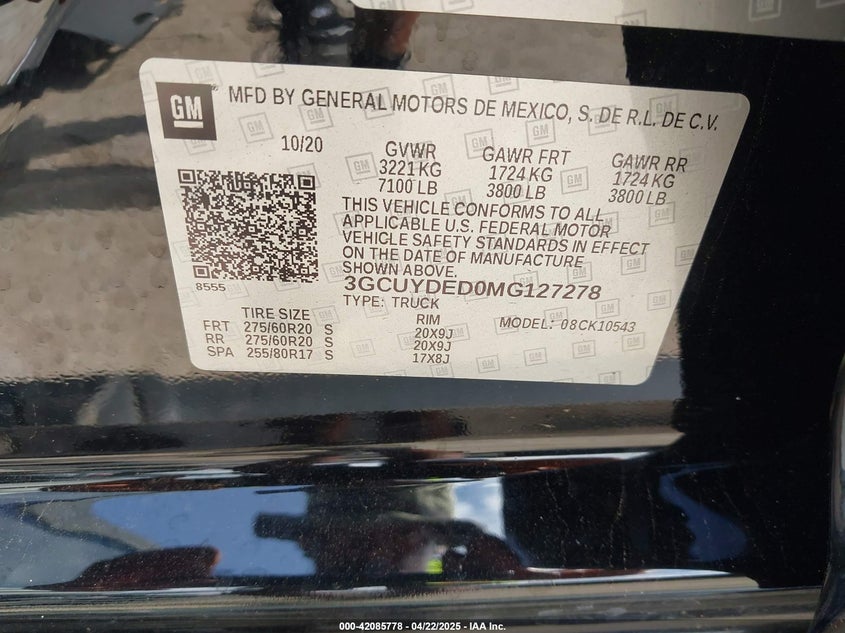 GM ® MFD BY GENERAL MOTORS DE MEXICO, S. DE R.L. DE C.V.
10/20 GVWR GAWR FRT GAWR RR
3221 KG 1724 KG 1724 KG
7100 LB 3800 LB 3800 LB
THIS VEHICLE CONFORMS TO ALL
APPLICABLE U.S. FEDERAL MOTOR
VEHICLE SAFETY STANDARDS IN EFFECT
ON THE DATE OF MANUFACTURE
SHOWN ABOVE.
8555 3GCUYDED0MG127278
TYPE: TRUCK
TIRE SIZE RIM MODEL: 08CK10543
FRT 275/60R20 S 20X9J
RR 275/60R20 S 20X9J
SPA 255/80R17 S 17X8J
000-42085778 - 04/22/2025 - IAA Inc.